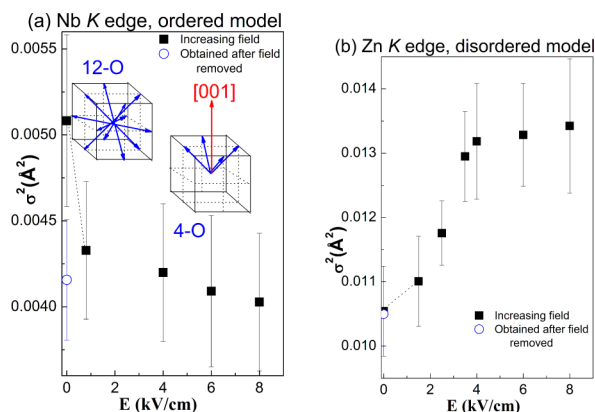 (a) Nb K edge, ordered model
0.0055
0.0050
0.0045
0.0040
σ²(Å²)
Increasing field
Obtained after field
removed
12-O
[001]
4-O
0 2 4 6 8
E (kV/cm)
(b) Zn K edge, disordered model
0.014
0.013
0.012
0.011
0.010
σ²(Å²)
Increasing field
Obtained after field
removed
0 2 4 6 8
E (kV/cm)